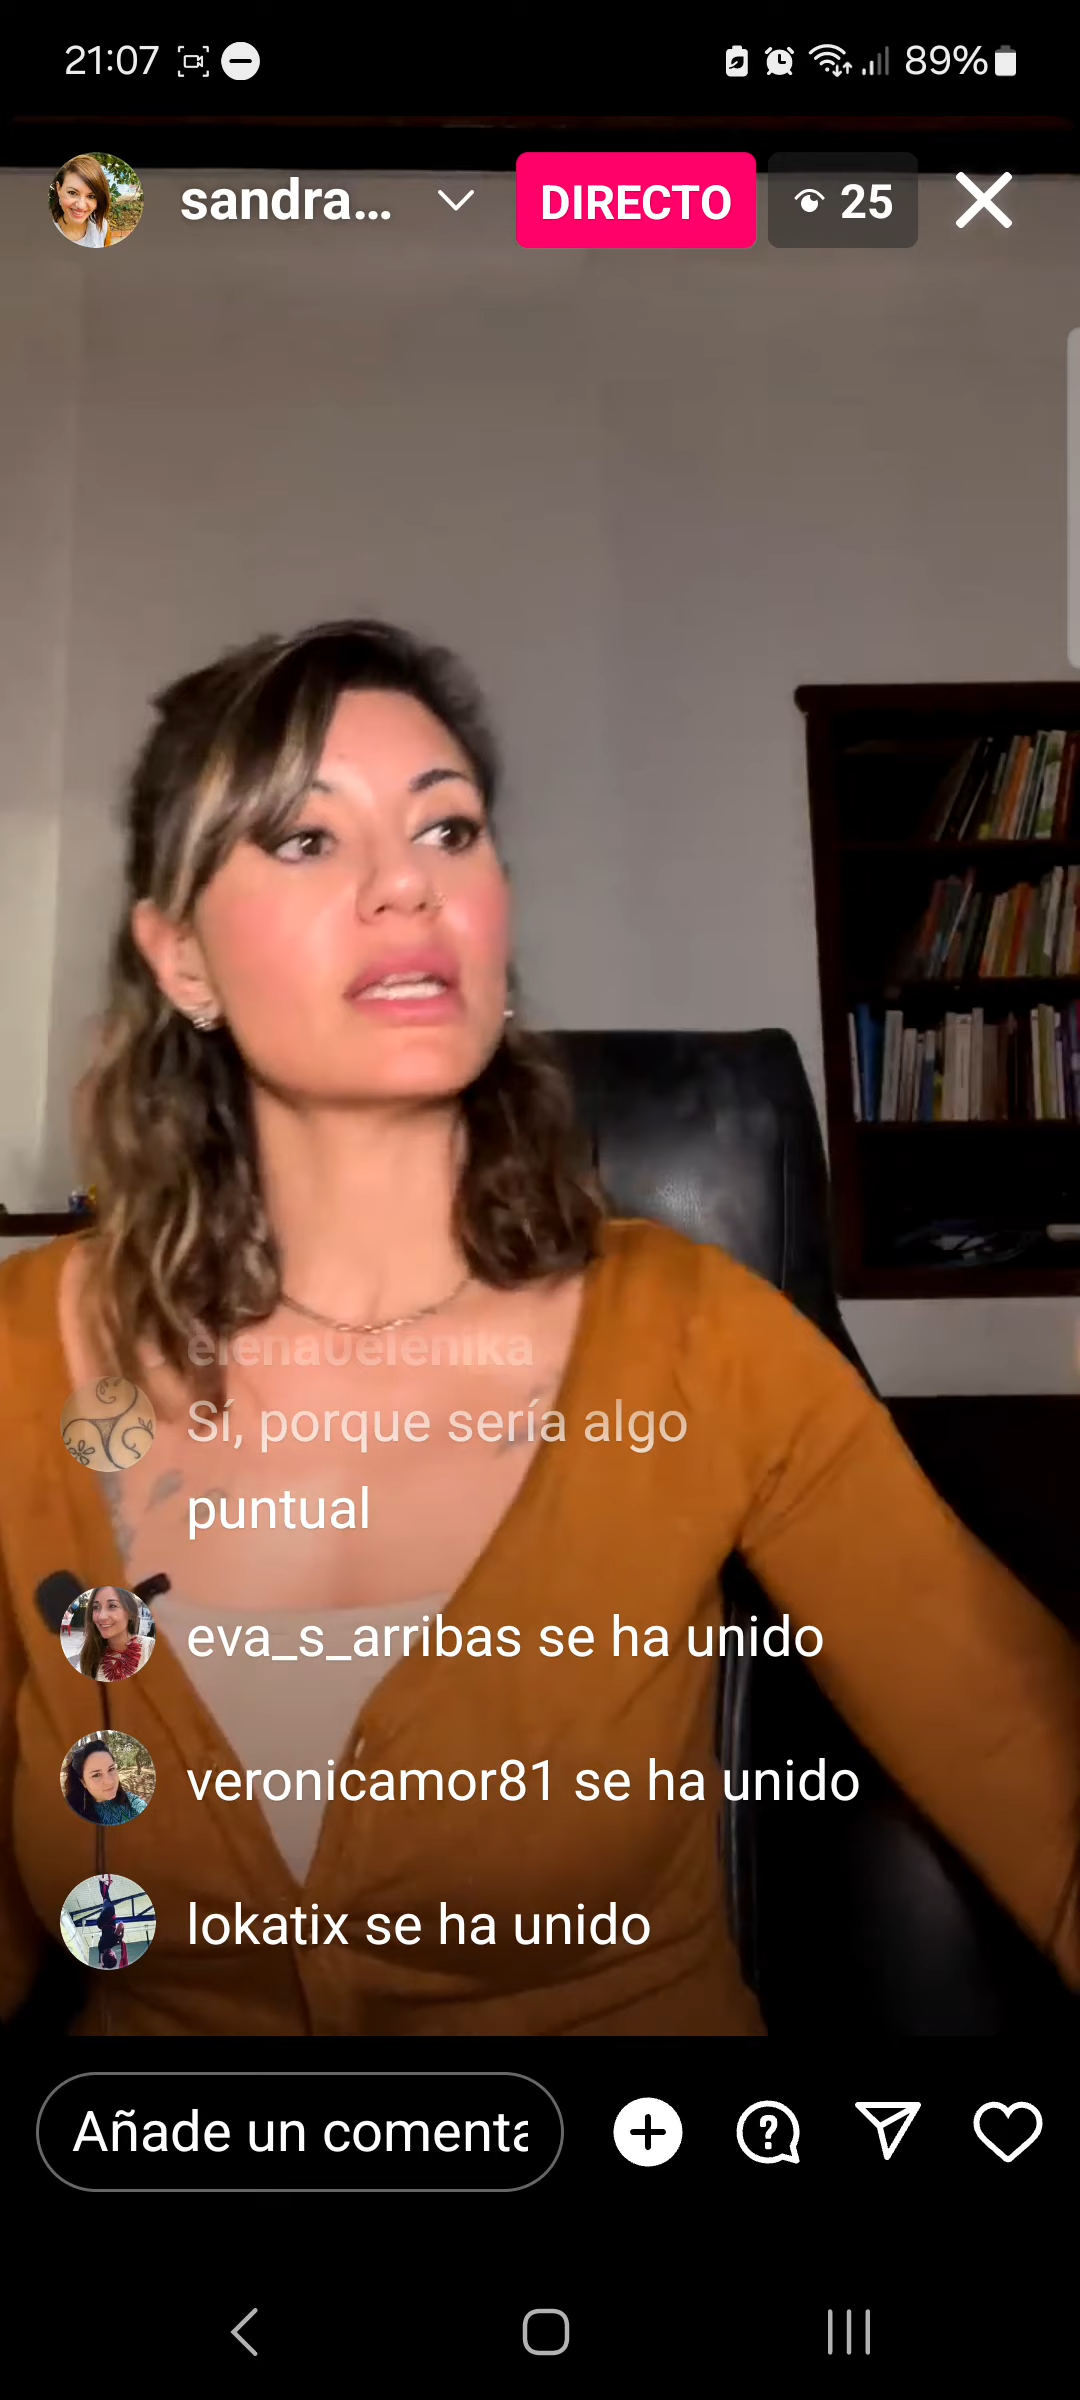 21:07 89%
sandra... DIRECTO 25
elena0elenika
Sí, porque sería algo
puntual
eva_s_arribas se ha unido
veronicamor81 se ha unido
lokatix se ha unido
Añade un comenta